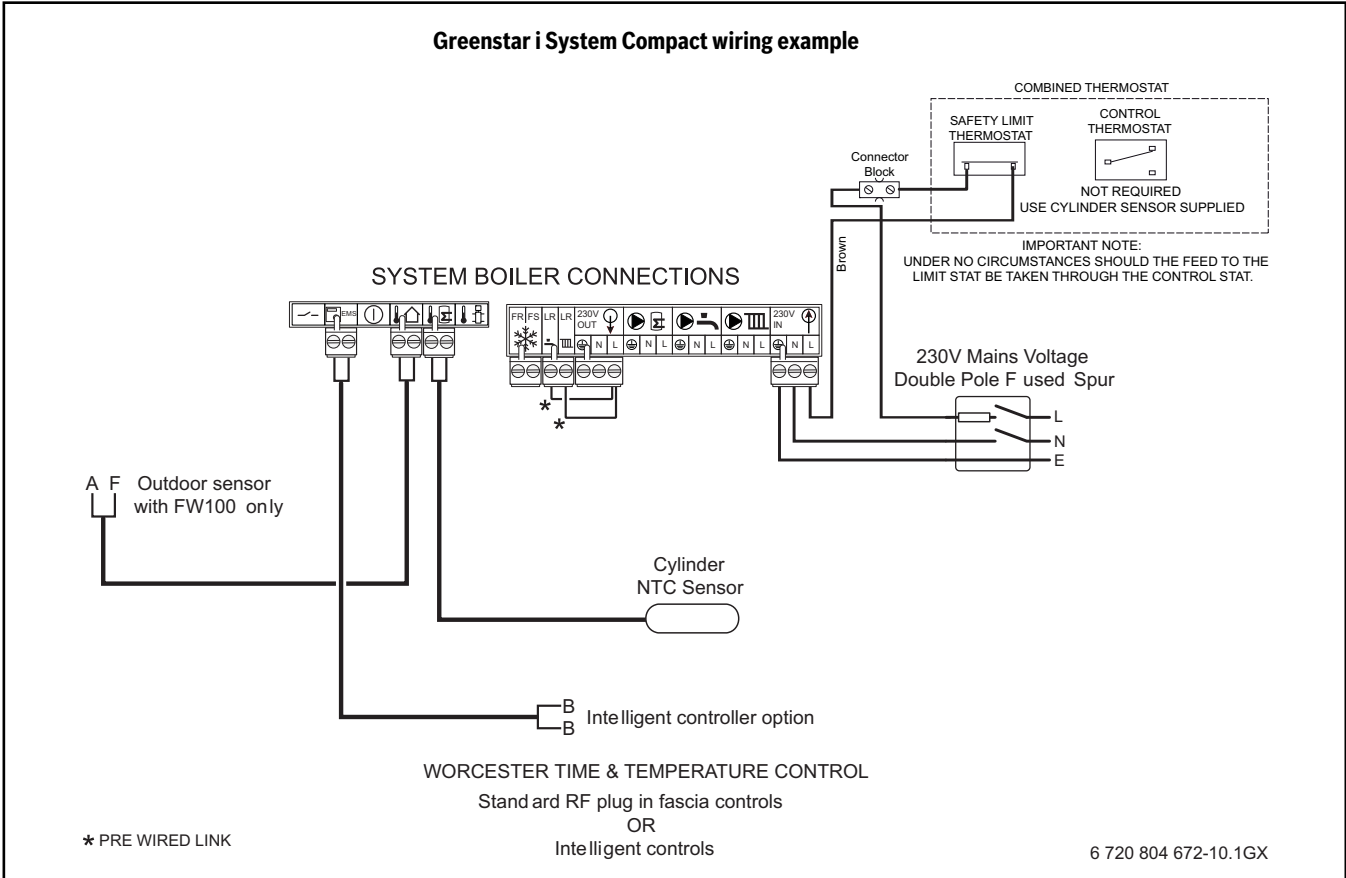 Greenstar i System Compact wiring example
COMBINED THERMOSTAT
SAFETY LIMIT
THERMOSTAT
CONTROL
THERMOSTAT
Connector
Block
NOT REQUIRED
USE CYLINDER SENSOR SUPPLIED
Brown
IMPORTANT NOTE:
UNDER NO CIRCUMSTANCES SHOULD THE FEED TO THE
LIMIT STAT BE TAKEN THROUGH THE CONTROL STAT.
SYSTEM BOILER CONNECTIONS
EMS
FR FS LR LR 230V OUT 230V IN
N L N L N L N L N L
230V Mains Voltage
Double Pole F used Spur
L
N
E
A F Outdoor sensor
with FW100 only
Cylinder
NTC Sensor
B
B
Intelligent controller option
WORCESTER TIME & TEMPERATURE CONTROL
Stand ard RF plug in fascia controls
OR
Intelligent controls
* 
*
* PRE WIRED LINK
6 720 804 672-10.1GX